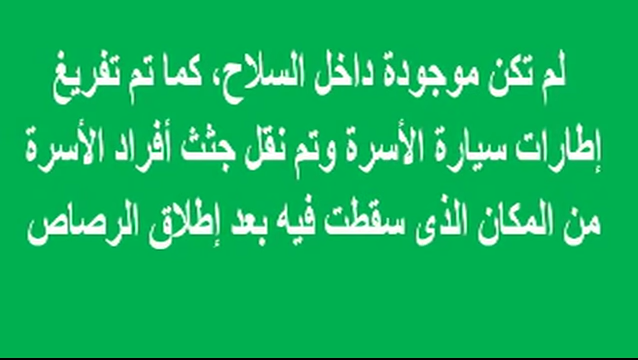 لم تكن موجودة داخل السلاح، كما تم تفريغ
إطارات سيارة الأسرة وتم نقل جثث أفراد الأسرة
من المكان الذى سقطت فيه بعد إطلاق الرصاص